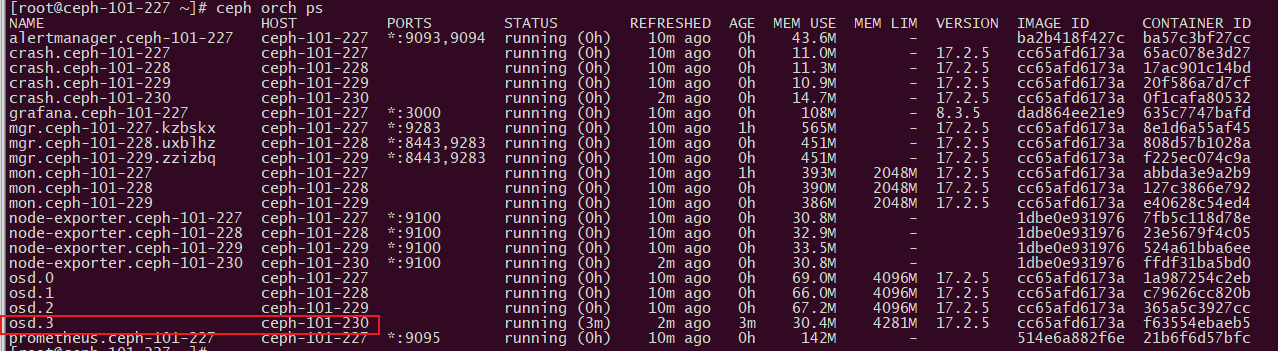 [root@ceph-101-227 ~]# ceph orch ps
NAME HOST PORTS STATUS REFRESHED AGE MEM USE MEM LIM VERSION IMAGE ID CONTAINER ID
alertmanager.ceph-101-227 ceph-101-227 *:9093,9094 running (0h) 10m ago 0h 43.6M - ba2b418f427c ba57c3bf27cc
crash.ceph-101-227 ceph-101-227 running (0h) 10m ago 0h 11.0M - 17.2.5 cc65afd6173a 65ac078e3d27
crash.ceph-101-228 ceph-101-228 running (0h) 10m ago 0h 11.3M - 17.2.5 cc65afd6173a 17ac901c14bd
crash.ceph-101-229 ceph-101-229 running (0h) 10m ago 0h 10.9M - 17.2.5 cc65afd6173a 20f586a7d7cf
crash.ceph-101-230 ceph-101-230 running (0h) 2m ago 0h 14.7M - 17.2.5 cc65afd6173a 0f1cafa80532
grafana.ceph-101-227 ceph-101-227 *:3000 running (0h) 10m ago 0h 108M - 8.3.5 dad864ee21e9 635c7747bafd
mgr.ceph-101-227.kzbskx ceph-101-227 *:9283 running (0h) 10m ago 1h 565M - 17.2.5 cc65afd6173a 8e1d6a55af45
mgr.ceph-101-228.uxblhz ceph-101-228 *:8443,9283 running (0h) 10m ago 0h 451M - 17.2.5 cc65afd6173a 808d57b1028a
mgr.ceph-101-229.zzizbq ceph-101-229 *:8443,9283 running (0h) 10m ago 0h 451M - 17.2.5 cc65afd6173a f225ec074c9a
mon.ceph-101-227 ceph-101-227 running (0h) 10m ago 1h 393M 2048M 17.2.5 cc65afd6173a abbda3e9a2b9
mon.ceph-101-228 ceph-101-228 running (0h) 10m ago 0h 390M 2048M 17.2.5 cc65afd6173a 127c3866e792
mon.ceph-101-229 ceph-101-229 running (0h) 10m ago 0h 386M 2048M 17.2.5 cc65afd6173a e40628c54ed4
node-exporter.ceph-101-227 ceph-101-227 *:9100 running (0h) 10m ago 0h 30.8M - 1dbe0e931976 7fb5c118d78e
node-exporter.ceph-101-228 ceph-101-228 *:9100 running (0h) 10m ago 0h 32.9M - 1dbe0e931976 23e5679f4c05
node-exporter.ceph-101-229 ceph-101-229 *:9100 running (0h) 10m ago 0h 33.5M - 1dbe0e931976 524a61bba6ee
node-exporter.ceph-101-230 ceph-101-230 *:9100 running (0h) 2m ago 0h 30.8M - 1dbe0e931976 ffdf31ba5bd0
osd.0 ceph-101-227 running (0h) 10m ago 0h 69.0M 4096M 17.2.5 cc65afd6173a 1a987254c2eb
osd.1 ceph-101-228 running (0h) 10m ago 0h 66.0M 4096M 17.2.5 cc65afd6173a c79626cc820b
osd.2 ceph-101-229 running (0h) 10m ago 0h 67.2M 4096M 17.2.5 cc65afd6173a 365a5c3927cc
osd.3 ceph-101-230 running (3m) 2m ago 3m 30.4M 4281M 17.2.5 cc65afd6173a f63554ebaeb5
prometheus.ceph-101-227 ceph-101-227 *:9095 running (0h) 10m ago 0h 142M - 514e6a882f6e 21b6f6d57bfc
[root@ceph-101-227 ~]#